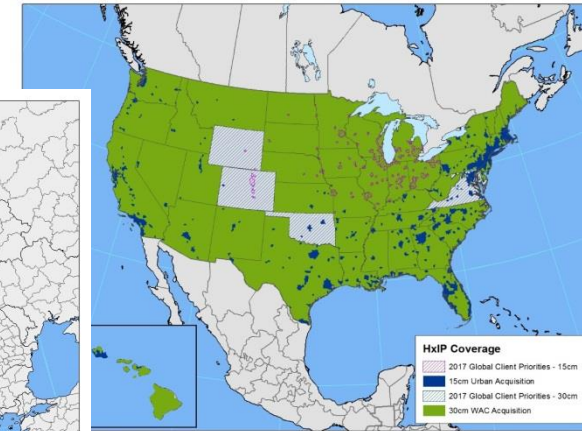 HxIP Coverage
2017 Global Client Priorities - 15cm
15cm Urban Acquisition
2017 Global Client Priorities - 30cm
30cm WAC Acquisition